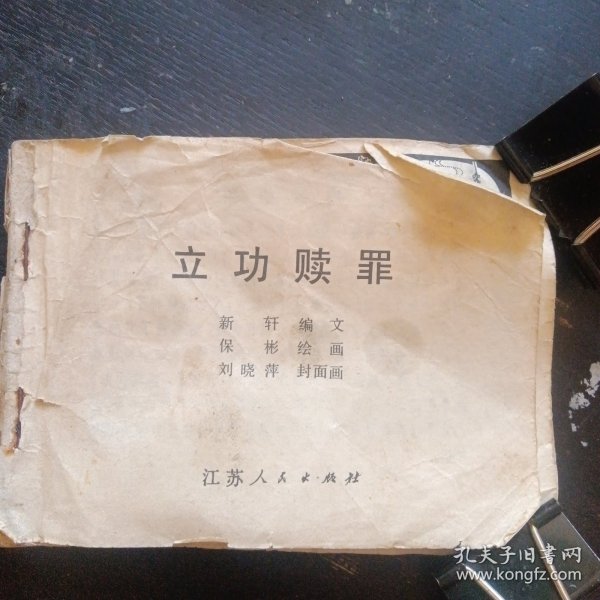 立功赎罪
新轩 编文
保彬 绘画
刘晓萍 封面画
江苏人民出版社
孔夫子旧书网
www.kongfz.com